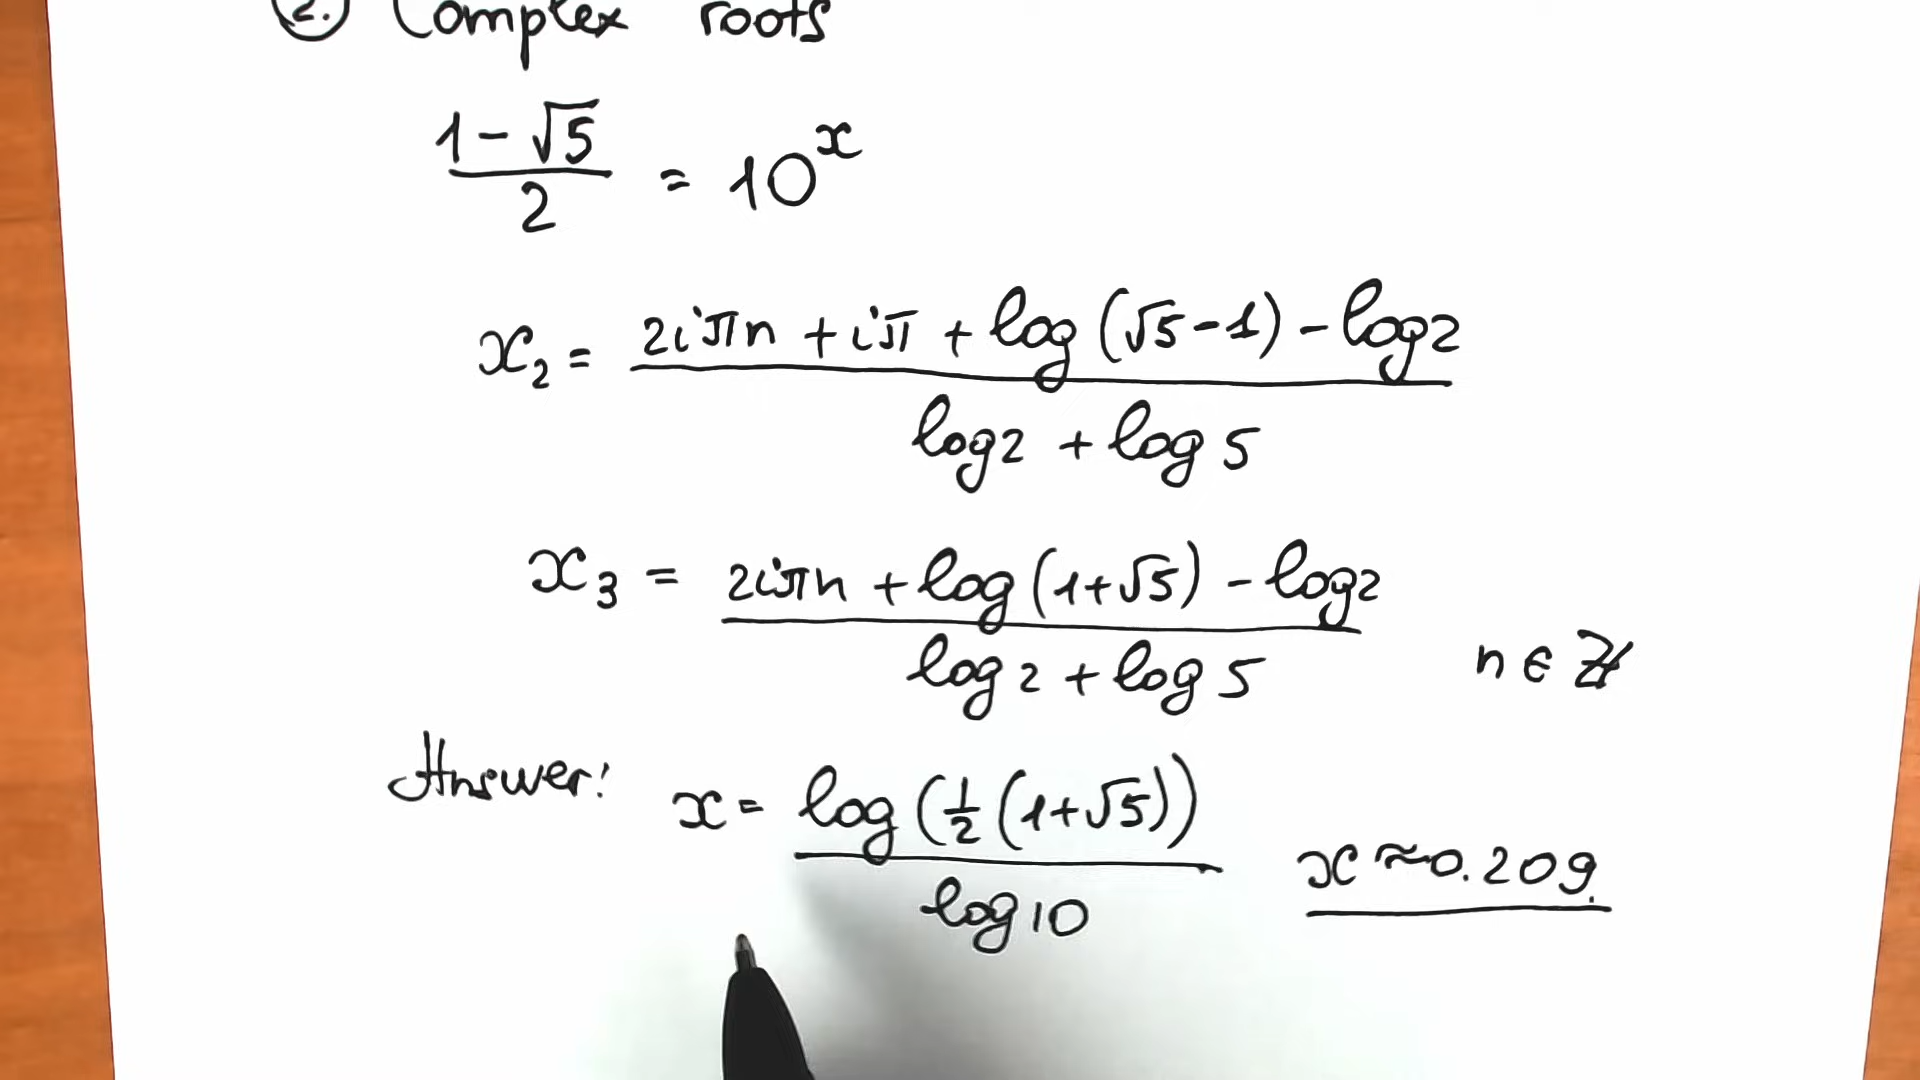 2. Complex roots
(1-√5)/2 = 10^x
x₂ = (2iπn + iπ + log(√5-1) - log2)/(log2 + log5)
x₃ = (2iπn + log(1+√5) - log2)/(log2 + log5) n ∈ ℤ
Answer: x = log(1/2(1+√5))/log10 x ≈ 0.209